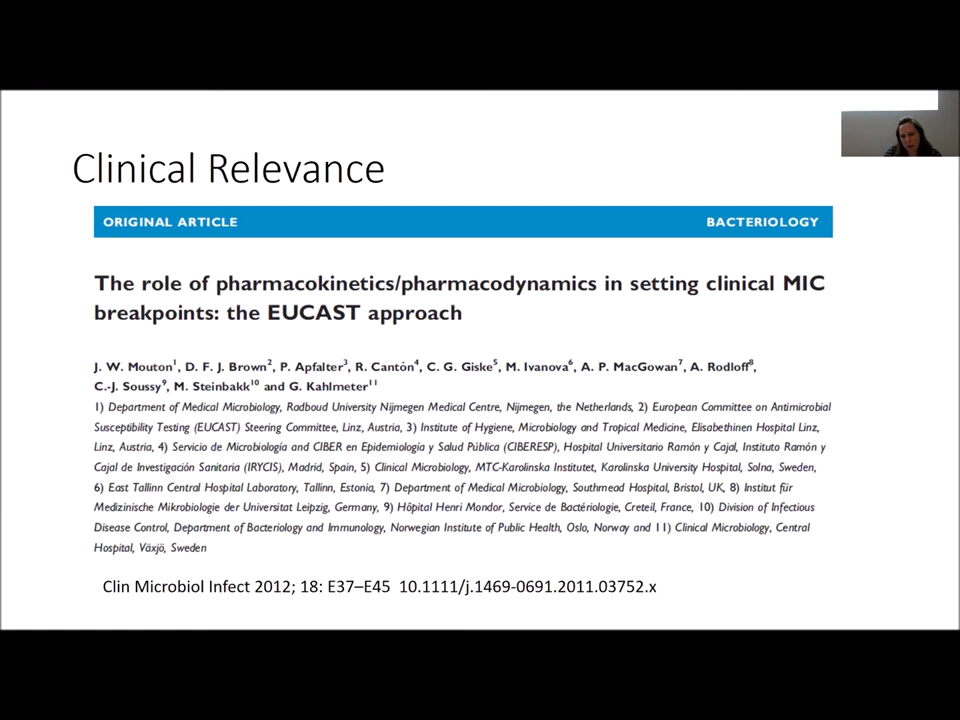 Clinical Relevance
ORIGINAL ARTICLE BACTERIOLOGY
The role of pharmacokinetics/pharmacodynamics in setting clinical MIC
breakpoints: the EUCAST approach
J. W. Mouton1, D. F. J. Brown2, P. Apfalter3, R. Cantón4, C. G. Giske5, M. Ivanova6, A. P. MacGowan7, A. Rodloff8,
C.-J. Soussy9, M. Steinbakk10 and G. Kahlmeter11
1) Department of Medical Microbiology, Radboud University Nijmegen Medical Centre, Nijmegen, the Netherlands, 2) European Committee on Antimicrobial
Susceptibility Testing (EUCAST) Steering Committee, Linz, Austria, 3) Institute of Hygiene, Microbiology and Tropical Medicine, Elisabethinen Hospital Linz,
Linz, Austria, 4) Servicio de Microbiología and CIBER en Epidemiología y Salud Pública (CIBERESP), Hospital Universitario Ramón y Cajal, Instituto Ramón y
Cajal de Investigación Sanitaria (IRYCIS), Madrid, Spain, 5) Clinical Microbiology, MTC-Karolinska Institutet, Karolinska University Hospital, Solna, Sweden,
6) East Tallinn Central Hospital Laboratory, Tallinn, Estonia, 7) Department of Medical Microbiology, Southmead Hospital, Bristol, UK, 8) Institut für
Medizinische Mikrobiologie der Universitat Leipzig, Germany, 9) Hôpital Henri Mondor, Service de Bactériologie, Creteil, France, 10) Division of Infectious
Disease Control, Department of Bacteriology and Immunology, Norwegian Institute of Public Health, Oslo, Norway and 11) Clinical Microbiology, Central
Hospital, Växjö, Sweden
Clin Microbiol Infect 2012; 18: E37–E45 10.1111/j.1469-0691.2011.03752.x